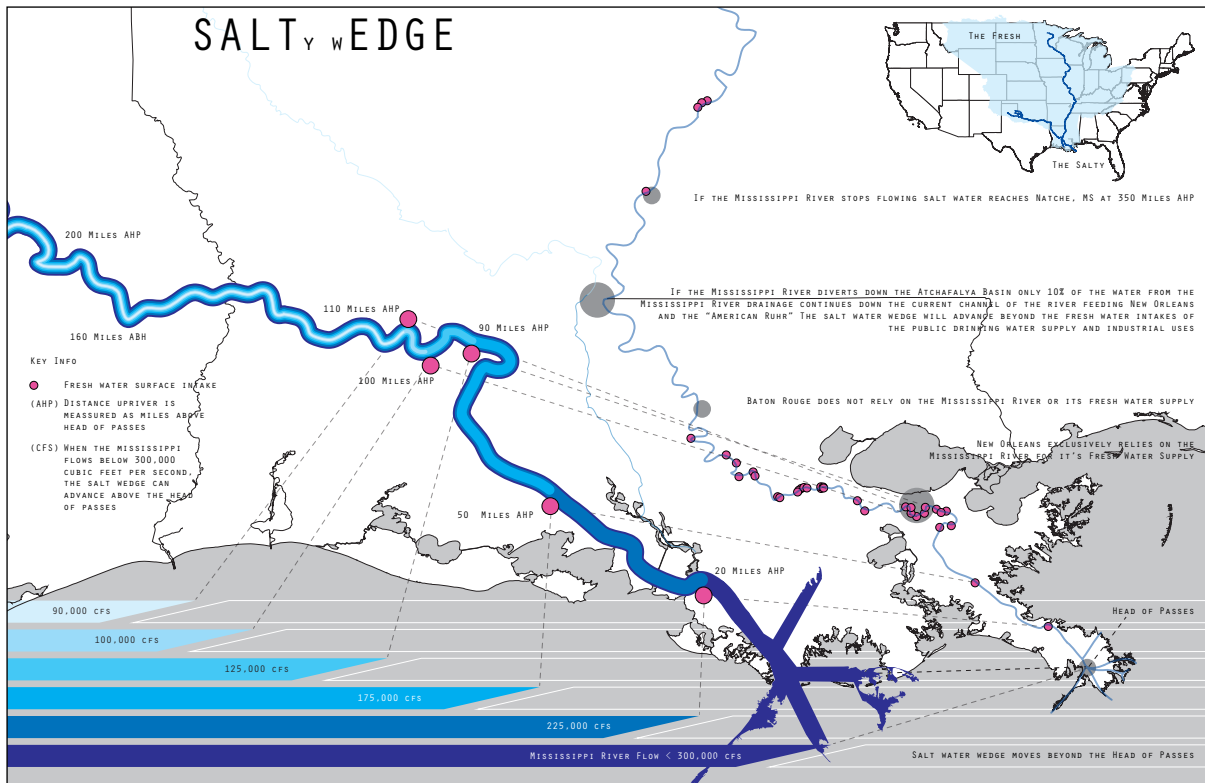 SALTY WEDGE
The Fresh
The Salty
If the Mississippi River stops flowing salt water reaches Natche, MS at 350 Miles AHP
200 Miles AHP
If the Mississippi River diverts down the Atchafalya Basin only 10% of the water from the
Mississippi River drainage continues down the current channel of the river feeding New Orleans
and the "American Ruhr" The salt water wedge will advance beyond the fresh water intakes of
the public drinking water supply and industrial uses
110 Miles AHP
90 Miles AHP
160 Miles ABH
100 Miles AHP
Key Info
Fresh water surface intake
(AHP) Distance upriver is
meassured as miles above
head of passes
(CFS) When the mississippi
flows below 300,000
cubic feet per second,
the salt wedge can
advance above the head
of passes
Baton Rouge does not rely on the Mississippi River or its fresh water supply
New Orleans exclusively relies on the
Mississippi River for it's Fresh Water Supply
50 Miles AHP
20 Miles AHP
90,000 cfs
Head of Passes
100,000 cfs
125,000 cfs
175,000 cfs
225,000 cfs
Mississippi River Flow < 300,000 cfs
Salt water wedge moves beyond the Head of Passes